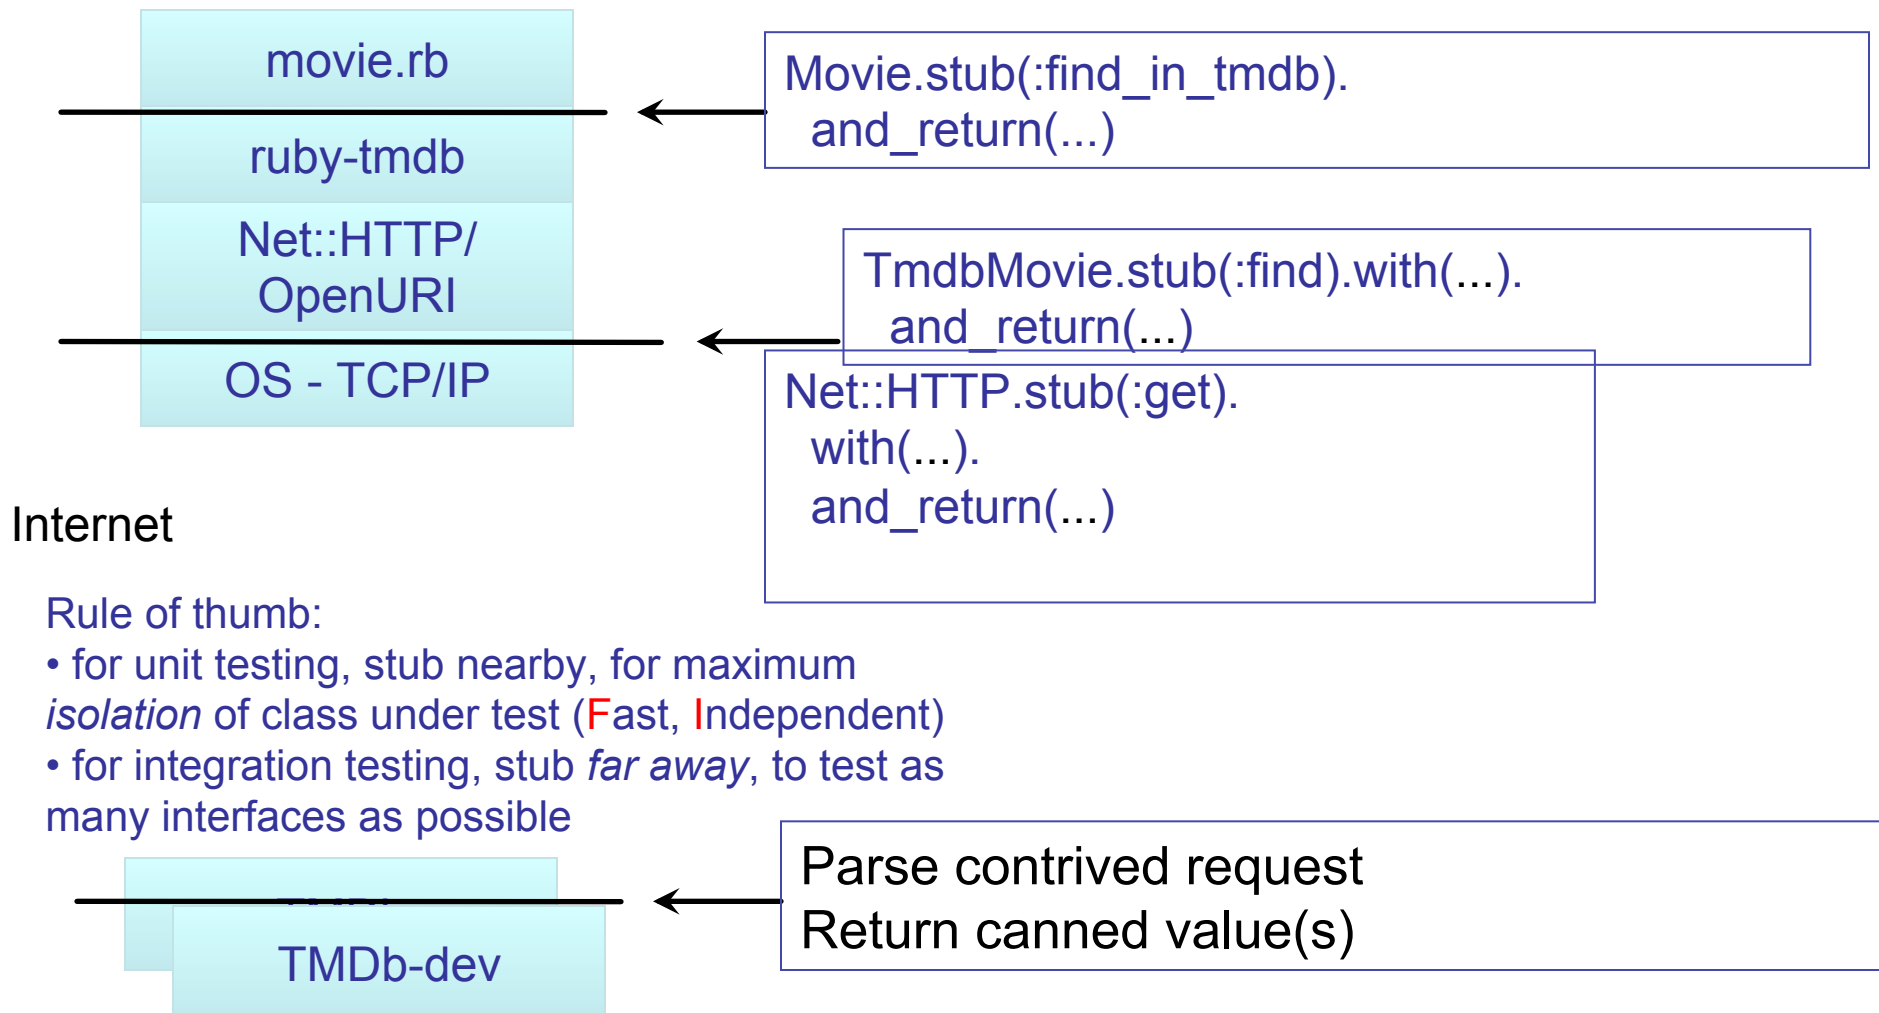 movie.rb
Movie.stub(:find_in_tmdb).
and_return(...)
ruby-tmdb
Net::HTTP/
OpenURI
TmdbMovie.stub(:find).with(...).
and_return(...)
OS - TCP/IP
Net::HTTP.stub(:get).
with(...).
and_return(...)
Internet
Rule of thumb:
• for unit testing, stub nearby, for maximum
isolation of class under test (Fast, Independent)
• for integration testing, stub far away, to test as
many interfaces as possible
Parse contrived request
Return canned value(s)
TMDb-dev